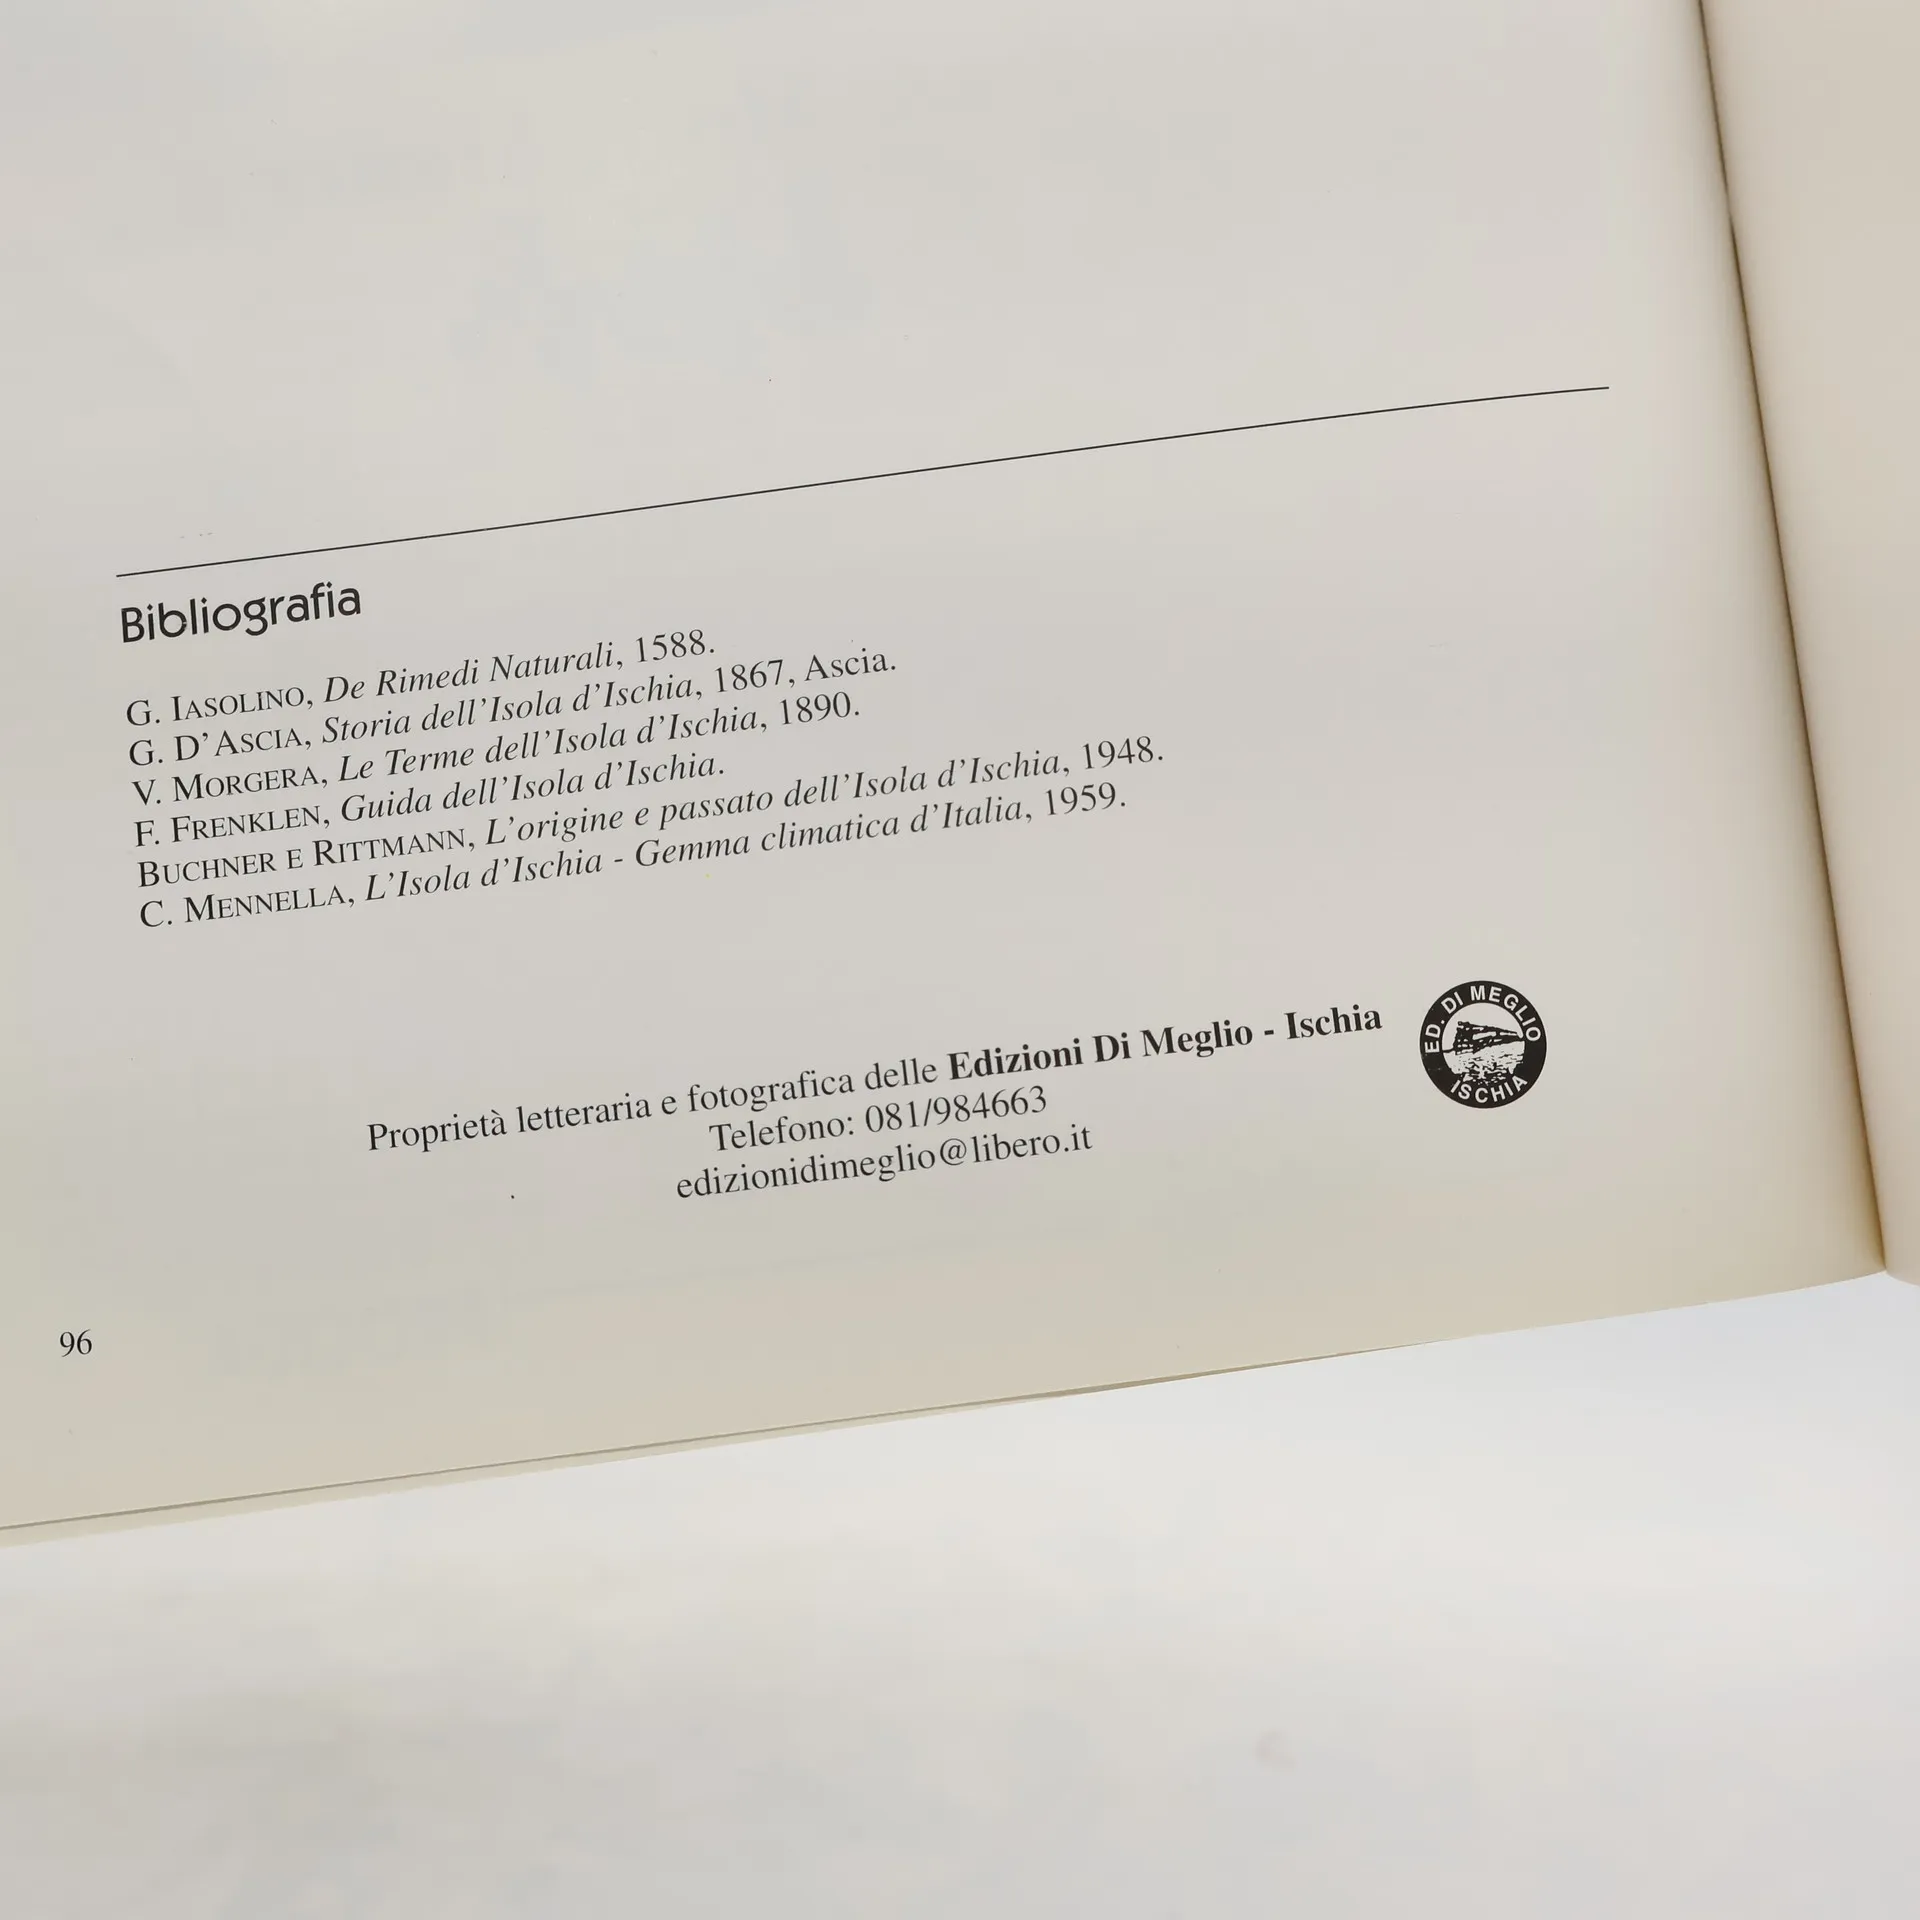 Bibliografia
G. IASOLINO, De Rimedi Naturali, 1588.
G. D'ASCIA, Storia dell'Isola d'Ischia, 1867, Ascia.
V. MORGERA, Le Terme dell'Isola d'Ischia, 1890.
F. FRENKLEN, Guida dell'Isola d'Ischia.
BUCHNER E RITTMANN, L'origine e passato dell'Isola d'Ischia, 1948.
C. MENNELLA, L'Isola d'Ischia - Gemma climatica d'Italia, 1959.
Proprietà letteraria e fotografica delle Edizioni Di Meglio - Ischia
Telefono: 081/984663
edizionidimeglio@libero.it
ED. DI MEGLIO
ISCHIA
96